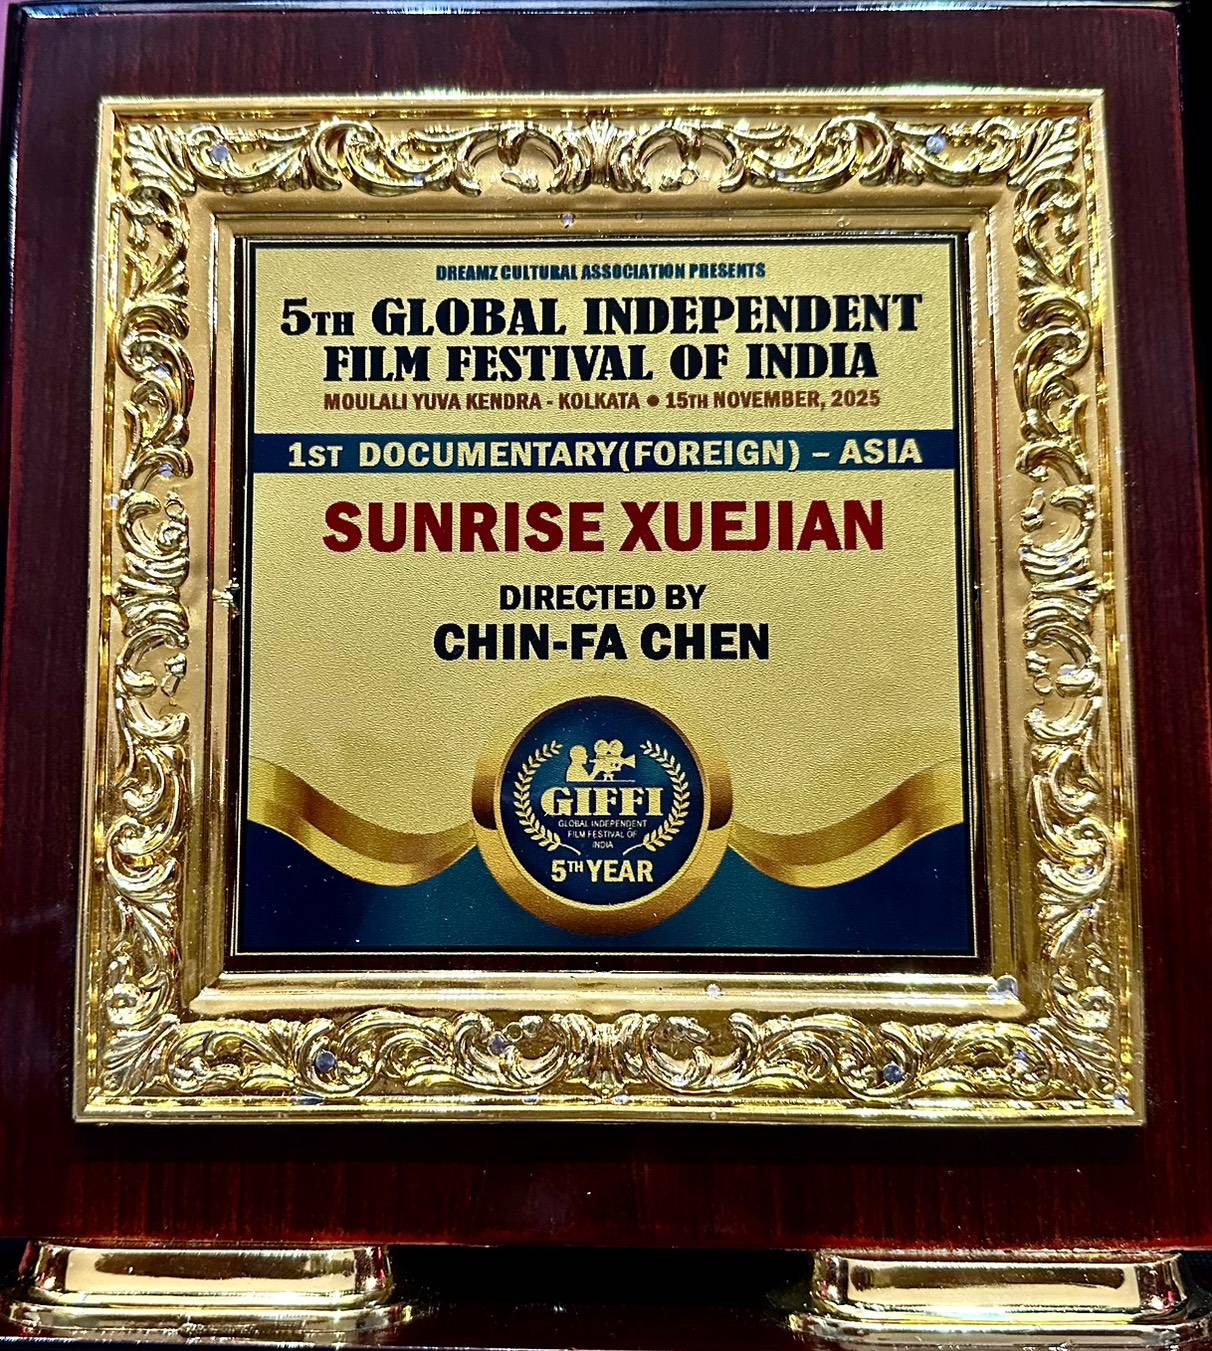 DREAMZ CULTURAL ASSOCIATION PRESENTS
5TH GLOBAL INDEPENDENT
FILM FESTIVAL OF INDIA
MOULALI YUVA KENDRA - KOLKATA • 15TH NOVEMBER, 2025
1ST DOCUMENTARY(FOREIGN) – ASIA
SUNRISE XUEJIAN
DIRECTED BY
CHIN-FA CHEN
GIFFI
GLOBAL INDEPENDENT
FILM FESTIVAL OF
INDIA
5TH YEAR